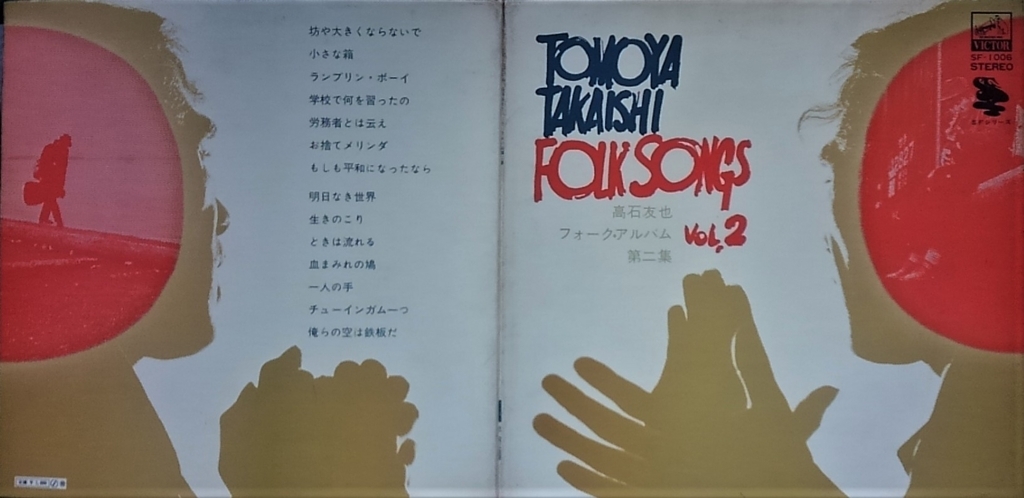 坊や大きくならないで
小さな箱
ランブリン・ボーイ
学校で何を習ったの
労務者とは云え
お捨てメリンダ
もしも平和になったなら
明日なき世界
生きのこり
ときは流れる
血まみれの鳩
一人の手
チューインガム一つ
俺らの空は鉄板だ
TOMOYA
TAKAISHI
FOLK SONGS
高石友也
フォーク・アルバム
第二集
VOL. 2
VICTOR
SF-1006
STEREO